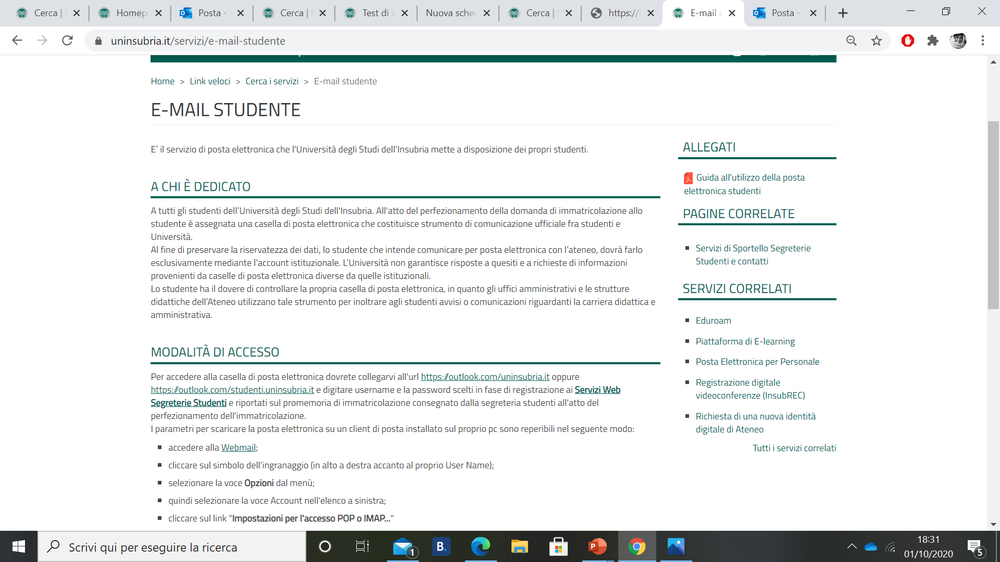 Cerca |
Homep
Posta -
Cerca |
Test di v
Nuova sched
Cerca |
https://
E-mail s
Posta -
uninsubria.it/servizi/e-mail-studente
Home > Link veloci > Cerca i servizi > E-mail studente
E-MAIL STUDENTE
E’ il servizio di posta elettronica che l'Università degli Studi dell'Insubria mette a disposizione dei propri studenti.
A CHI È DEDICATO
A tutti gli studenti dell’Università degli Studi dell'Insubria. All'atto del perfezionamento della domanda di immatricolazione allo
studente è assegnata una casella di posta elettronica che costituisce strumento di comunicazione ufficiale fra studenti e
Università.
Al fine di preservare la riservatezza dei dati, lo studente che intende comunicare per posta elettronica con l’ateneo, dovrà farlo
esclusivamente mediante l’account istituzionale. L’Università non garantisce risposte a quesiti e a richieste di informazioni
provenienti da caselle di posta elettronica diverse da quelle istituzionali.
Lo studente ha il dovere di controllare la propria casella di posta elettronica, in quanto gli uffici amministrativi e le strutture
didattiche dell’Ateneo utilizzano tale strumento per inoltrare agli studenti avvisi o comunicazioni riguardanti la carriera didattica e
amministrativa.
MODALITÀ DI ACCESSO
Per accedere alla casella di posta elettronica dovrete collegarvi all'url https://outlook.com/uninsubria.it oppure
https://outlook.com/studenti.uninsubria.it e digitare username e la password scelti in fase di registrazione ai Servizi Web
Segreterie Studenti e riportati sul promemoria di immatricolazione consegnato dalla segreteria studenti all'atto del
perfezionamento dell'immatricolazione.
I parametri per scaricare la posta elettronica su un client di posta installato sul proprio pc sono reperibili nel seguente modo:
accedere alla Webmail;
cliccare sul simbolo dell'ingranaggio (in alto a destra accanto al proprio User Name);
selezionare la voce Opzioni dal menù;
quindi selezionare la voce Account nell'elenco a sinistra;
cliccare sul link "Impostazioni per l'accesso POP o IMAP..."
ALLEGATI
Guida all'utilizzo della posta
elettronica studenti
PAGINE CORRELATE
Servizi di Sportello Segreterie
Studenti e contatti
SERVIZI CORRELATI
Eduroam
Piattaforma di E-learning
Posta Elettronica per Personale
Registrazione digitale
videoconferenze (InsubREC)
Richiesta di una nuova identità
digitale di Ateneo
Tutti i servizi correlati
Scrivi qui per eseguire la ricerca
1
B.
P
18:31
01/10/2020
5